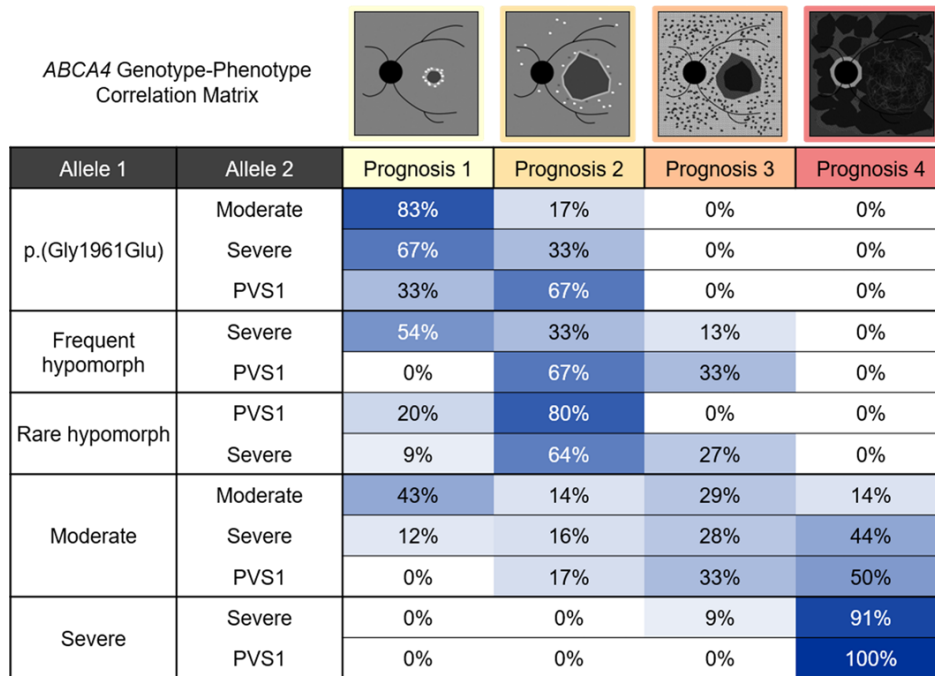 ABCA4 Genotype-Phenotype
Correlation Matrix
Allele 1 Allele 2 Prognosis 1 Prognosis 2 Prognosis 3 Prognosis 4
p.(Gly1961Glu) Moderate 83% 17% 0% 0%
Severe 67% 33% 0% 0%
PVS1 33% 67% 0% 0%
Frequent hypomorph Severe 54% 33% 13% 0%
PVS1 0% 67% 33% 0%
Rare hypomorph PVS1 20% 80% 0% 0%
Severe 9% 64% 27% 0%
Moderate Moderate 43% 14% 29% 14%
Severe 12% 16% 28% 44%
PVS1 0% 17% 33% 50%
Severe Severe 0% 0% 9% 91%
PVS1 0% 0% 0% 100%